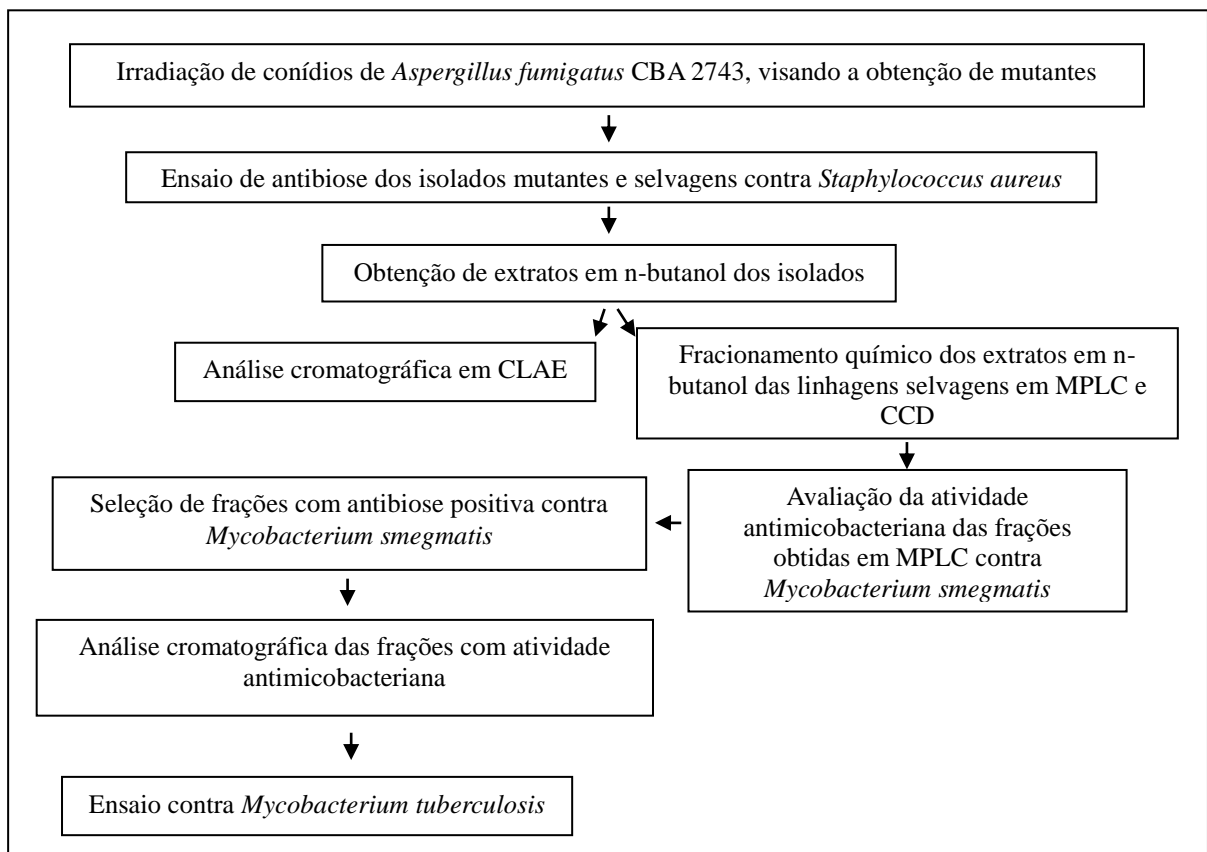 Irradiação de conídios de Aspergillus fumigatus CBA 2743, visando a obtenção de mutantes
Ensaio de antibiose dos isolados mutantes e selvagens contra Staphylococcus aureus
Obtenção de extratos em n-butanol dos isolados
Análise cromatográfica em CLAE
Fracionamento químico dos extratos em n-
butanol das linhagens selvagens em MPLC e
CCD
Avaliação da atividade
antimicobacteriana das frações
obtidas em MPLC contra
Mycobacterium smegmatis
Seleção de frações com antibiose positiva contra
Mycobacterium smegmatis
Análise cromatográfica das frações com atividade
antimicobacteriana
Ensaio contra Mycobacterium tuberculosis